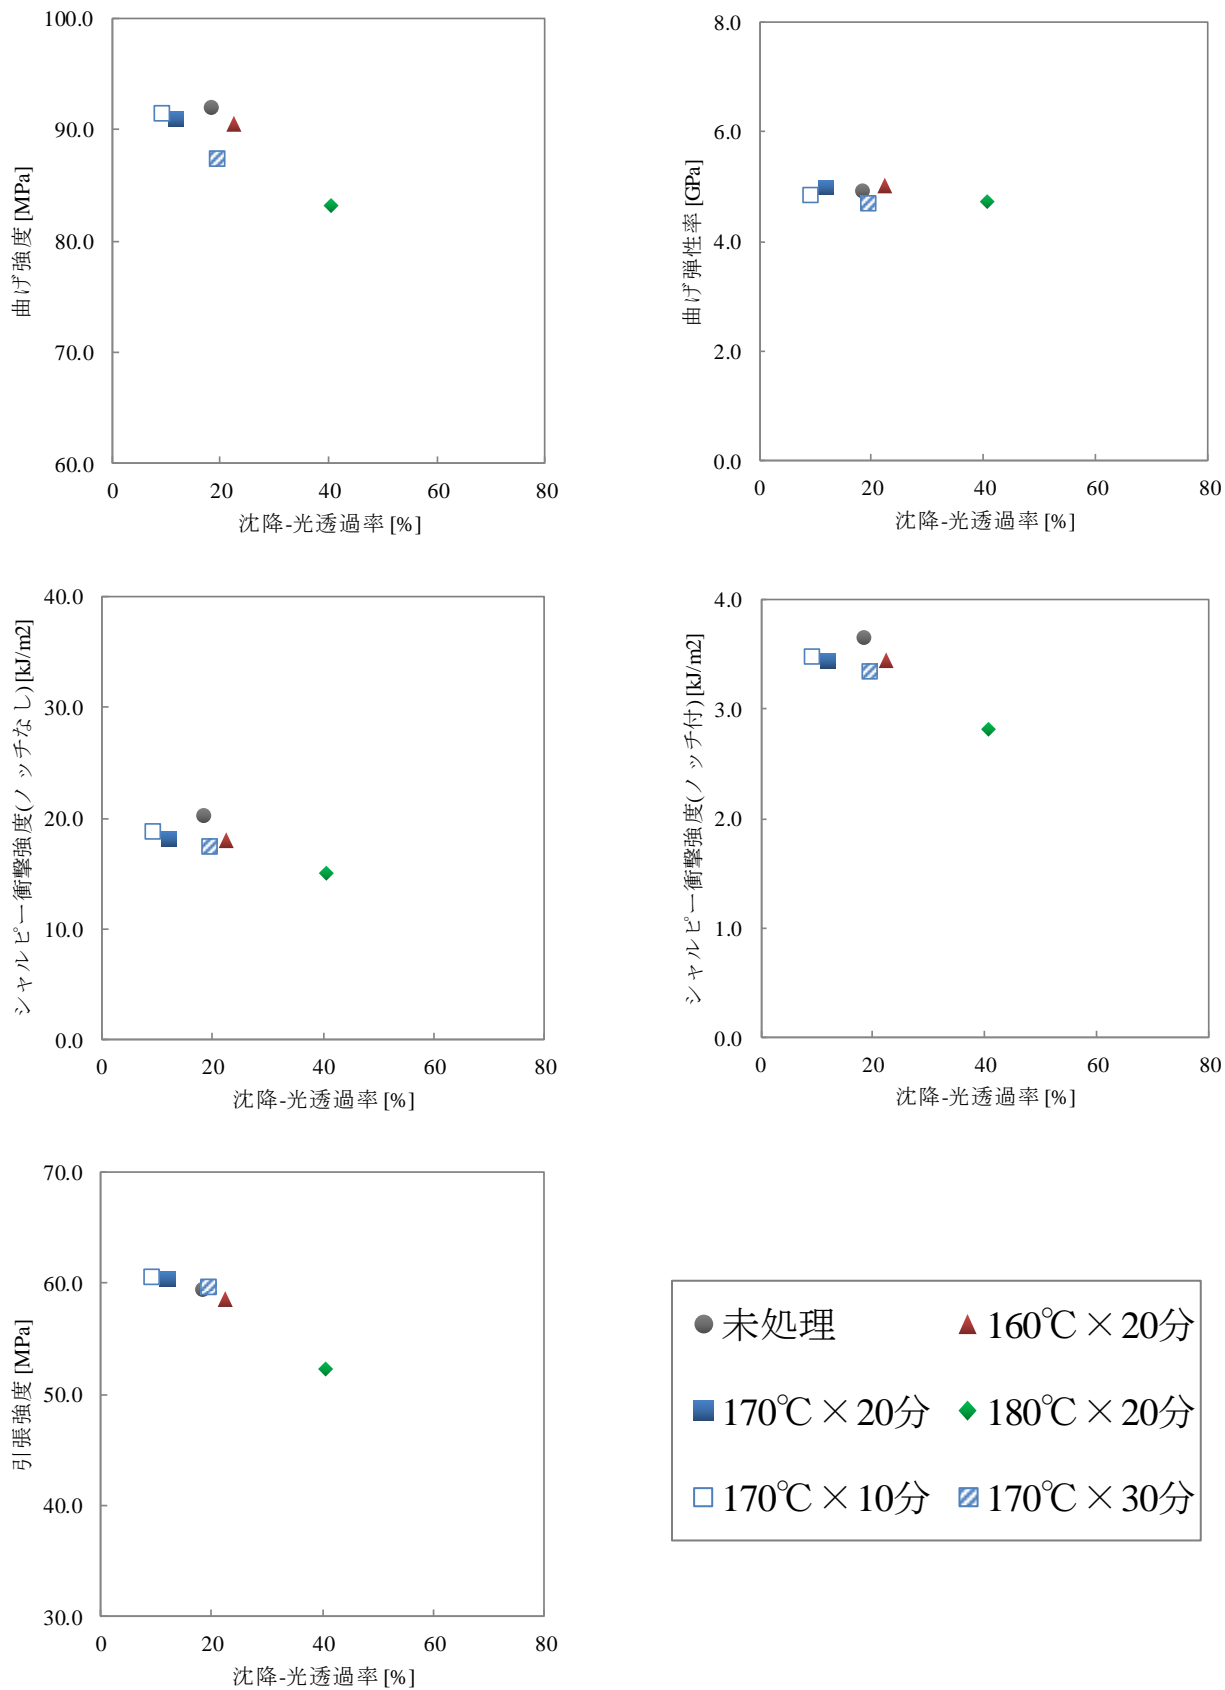 100.0
90.0
80.0
70.0
60.0
0 20 40 60 80
沈降-光透過率 [%]
曲げ強度 [MPa]
8.0
6.0
4.0
2.0
0.0
0 20 40 60 80
沈降-光透過率 [%]
曲げ弾性率 [GPa]
40.0
30.0
20.0
10.0
0.0
0 20 40 60 80
沈降-光透過率 [%]
シャルピー衝撃強度(ノッチなし) [kJ/m2]
4.0
3.0
2.0
1.0
0.0
0 20 40 60 80
沈降-光透過率 [%]
シャルピー衝撃強度(ノッチ付) [kJ/m2]
70.0
60.0
50.0
40.0
30.0
0 20 40 60 80
沈降-光透過率 [%]
引張強度 [MPa]
未処理 160℃×20分
170℃×20分 180℃×20分
170℃×10分 170℃×30分